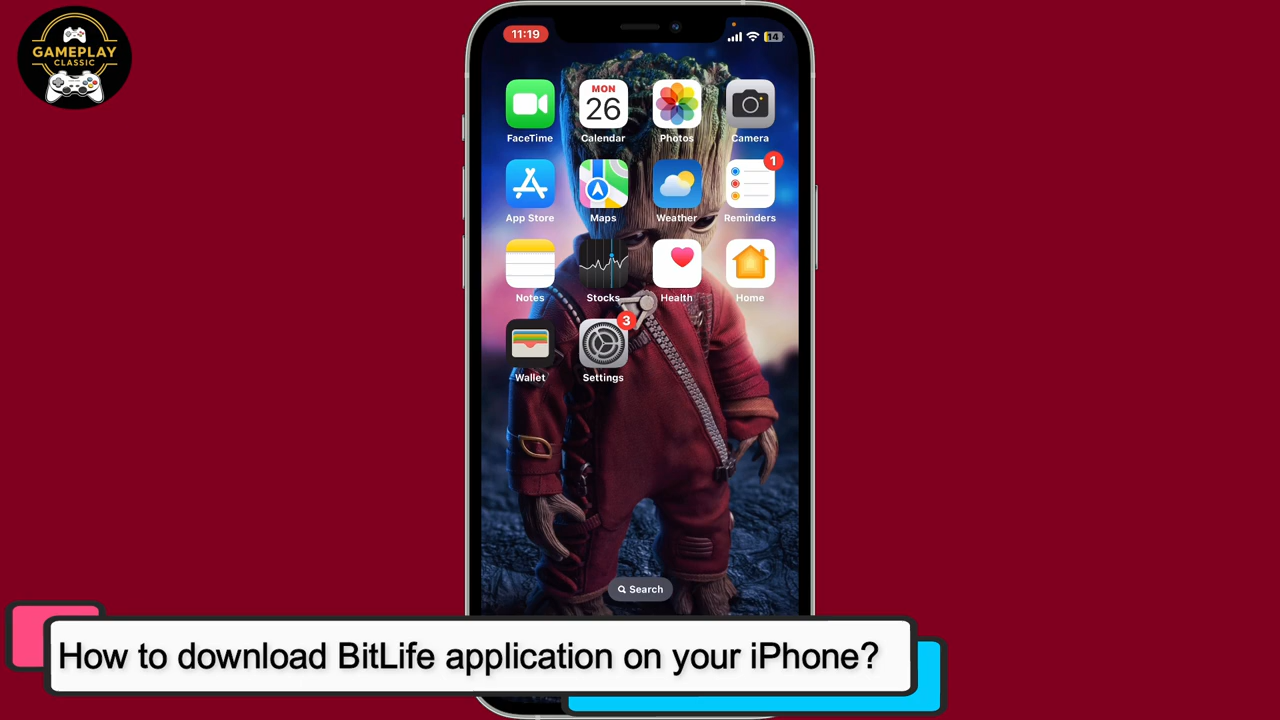 GAMEPLAY
CLASSIC
11:19
14
MON
26
FaceTime
Calendar
Photos
Camera
1
App Store
Maps
Weather
Reminders
Notes
Stocks
Health
Home
3
Wallet
Settings
Search
How to download BitLife application on your iPhone?